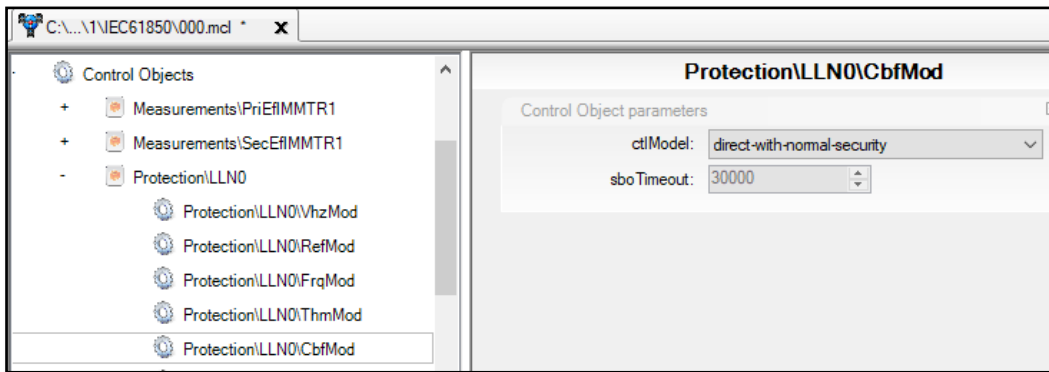 C:\...\1\IEC61850\000.mcl * X
Control Objects
+ Measurements\PriEflMMTR1
+ Measurements\SecEflMMTR1
- Protection\LLN0
Protection\LLN0\VhzMod
Protection\LLN0\RefMod
Protection\LLN0\FrqMod
Protection\LLN0\ThmMod
Protection\LLN0\CbfMod
Protection\LLN0\CbfMod
Control Object parameters
ctlModel: direct-with-normal-security
sboTimeout: 30000